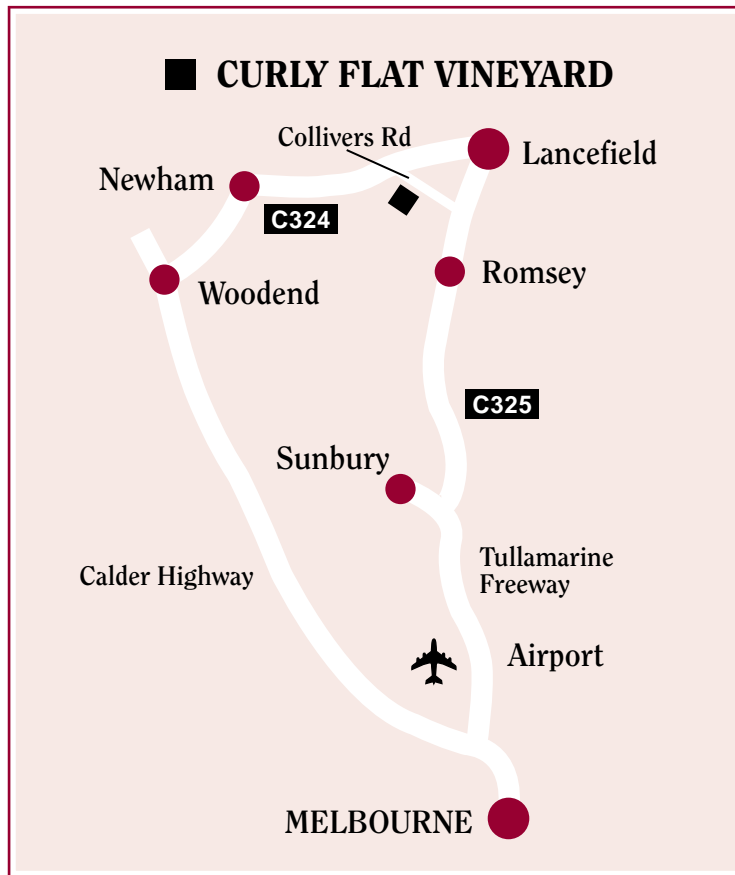 CURLY FLAT VINEYARD
Collivers Rd
Lancefield
Newham
C324
Romsey
Woodend
C325
Sunbury
Tullamarine
Freeway
Calder Highway
Airport
MELBOURNE